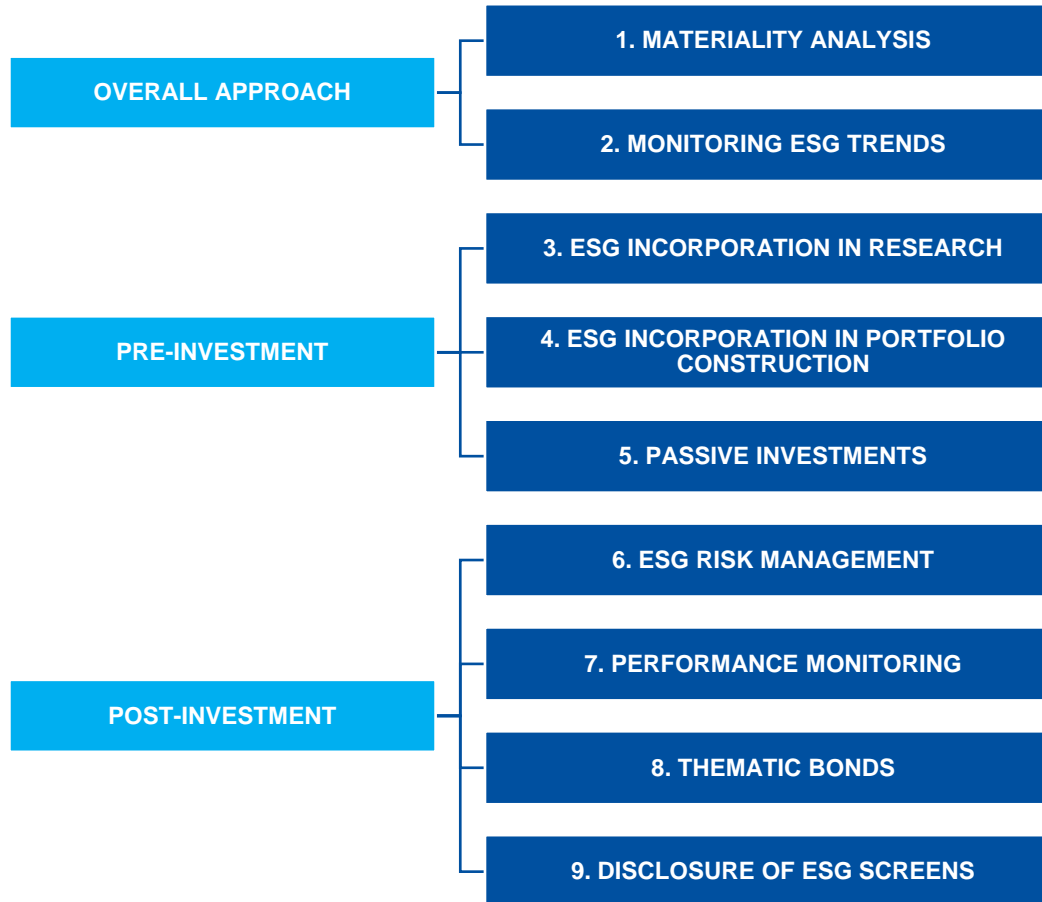 OVERALL APPROACH
1. MATERIALITY ANALYSIS
2. MONITORING ESG TRENDS
PRE-INVESTMENT
3. ESG INCORPORATION IN RESEARCH
4. ESG INCORPORATION IN PORTFOLIO
CONSTRUCTION
5. PASSIVE INVESTMENTS
POST-INVESTMENT
6. ESG RISK MANAGEMENT
7. PERFORMANCE MONITORING
8. THEMATIC BONDS
9. DISCLOSURE OF ESG SCREENS